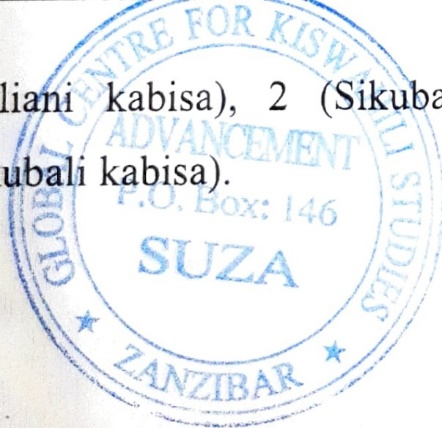 liani kabisa), 2 (Sikuba
ubali kabisa).
GLOBAL CENTRE FOR KISWAHILI STUDIES
ADVANCEMENT
P.O. Box: 146
SUZA
★ ZANZIBAR ★